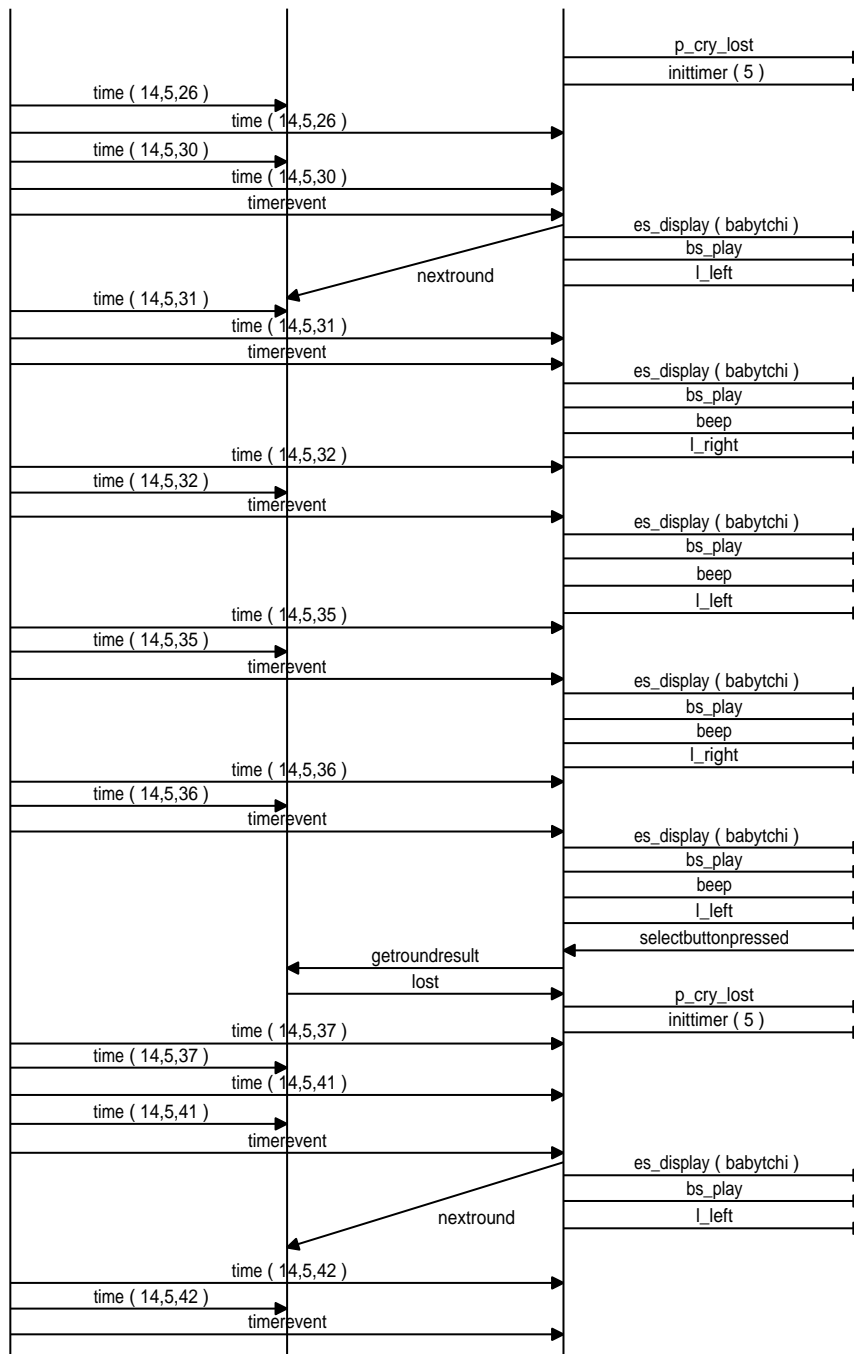 p_cry_lost
inittimer ( 5 )
time ( 14,5,26 )
time ( 14,5,26 )
time ( 14,5,30 )
time ( 14,5,30 )
timerevent
es_display ( babytchi )
bs_play
nextround
l_left
time ( 14,5,31 )
time ( 14,5,31 )
timerevent
es_display ( babytchi )
bs_play
beep
l_right
time ( 14,5,32 )
time ( 14,5,32 )
timerevent
es_display ( babytchi )
bs_play
beep
l_left
time ( 14,5,35 )
time ( 14,5,35 )
timerevent
es_display ( babytchi )
bs_play
beep
l_right
time ( 14,5,36 )
time ( 14,5,36 )
timerevent
es_display ( babytchi )
bs_play
beep
l_left
selectbuttonpressed
getroundresult
lost
p_cry_lost
inittimer ( 5 )
time ( 14,5,37 )
time ( 14,5,37 )
time ( 14,5,41 )
time ( 14,5,41 )
timerevent
es_display ( babytchi )
bs_play
nextround
l_left
time ( 14,5,42 )
time ( 14,5,42 )
timerevent